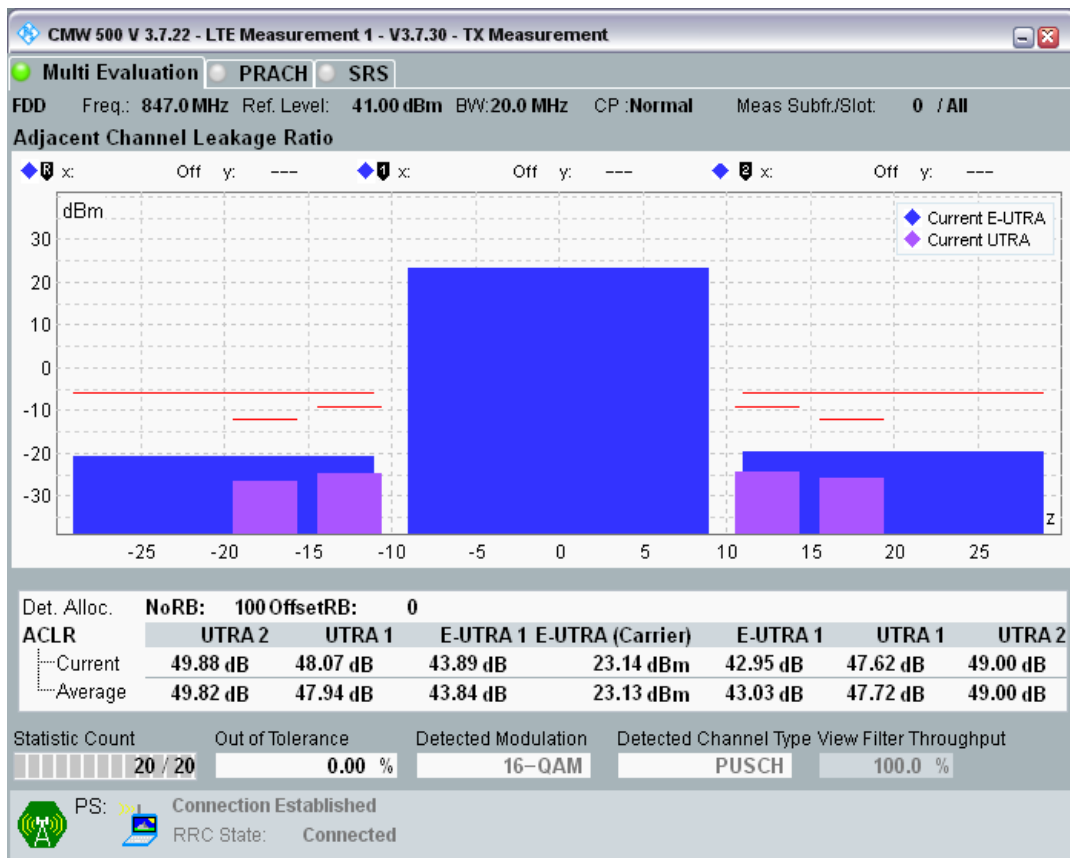 CMW 500 V 3.7.22 - LTE Measurement 1 - V3.7.30 - TX Measurement
Multi Evaluation PRACH SRS
FDD Freq.: 847.0 MHz Ref. Level: 41.00 dBm BW:20.0 MHz CP :Normal Meas Subfr./Slot: 0 / All
Adjacent Channel Leakage Ratio
R x: Off y: --- 1 x: Off y: --- 2 x: Off y: ---
dBm
Current E-UTRA
Current UTRA
30
20
10
0
-10
-20
-30
z
-25 -20 -15 -10 -5 0 5 10 15 20 25
Det. Alloc. NoRB: 100 OffsetRB: 0
ACLR UTRA 2 UTRA 1 E-UTRA 1 E-UTRA (Carrier) E-UTRA 1 UTRA 1 UTRA 2
Current 49.88 dB 48.07 dB 43.89 dB 23.14 dBm 42.95 dB 47.62 dB 49.00 dB
Average 49.82 dB 47.94 dB 43.84 dB 23.13 dBm 43.03 dB 47.72 dB 49.00 dB
Statistic Count Out of Tolerance Detected Modulation Detected Channel Type View Filter Throughput
20 / 20 0.00 % 16-QAM PUSCH 100.0 %
PS: Connection Established
RRC State: Connected